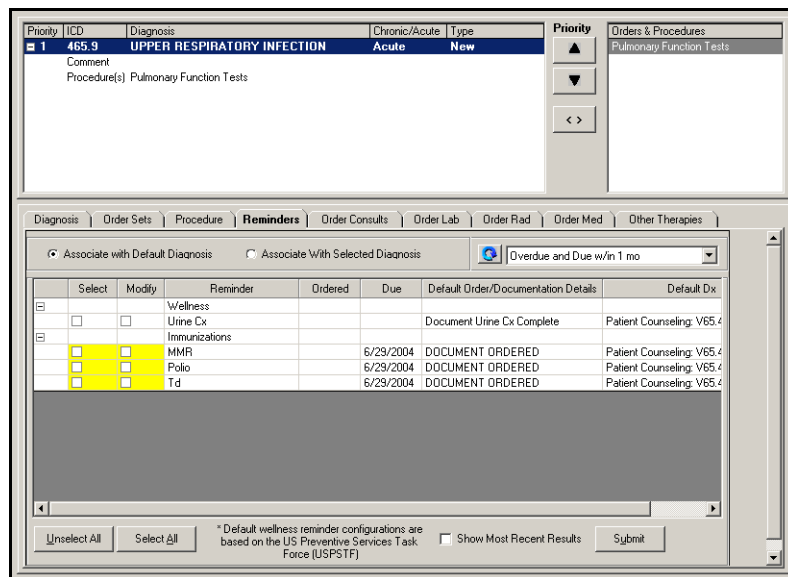 Priority ICD Diagnosis Chronic/Acute Type Priority Orders & Procedures
1 465.9 UPPER RESPIRATORY INFECTION Acute New Pulmonary Function Tests
Comment
Procedure(s) Pulmonary Function Tests
< >
Diagnosis Order Sets Procedure Reminders Order Consults Order Lab Order Rad Order Med Other Therapies
Associate with Default Diagnosis Associate With Selected Diagnosis Overdue and Due w/in 1 mo
Select Modify Reminder Ordered Due Default Order/Documentation Details Default Dx
Wellness
Urine Cx Document Urine Cx Complete Patient Counseling: V65.4
Immunizations
MMR 6/29/2004 DOCUMENT ORDERED Patient Counseling: V65.4
Polio 6/29/2004 DOCUMENT ORDERED Patient Counseling: V65.4
Td 6/29/2004 DOCUMENT ORDERED Patient Counseling: V65.4
Unselect All Select All * Default wellness reminder configurations are
based on the US Preventive Services Task
Force (USPSTF) Show Most Recent Results Submit